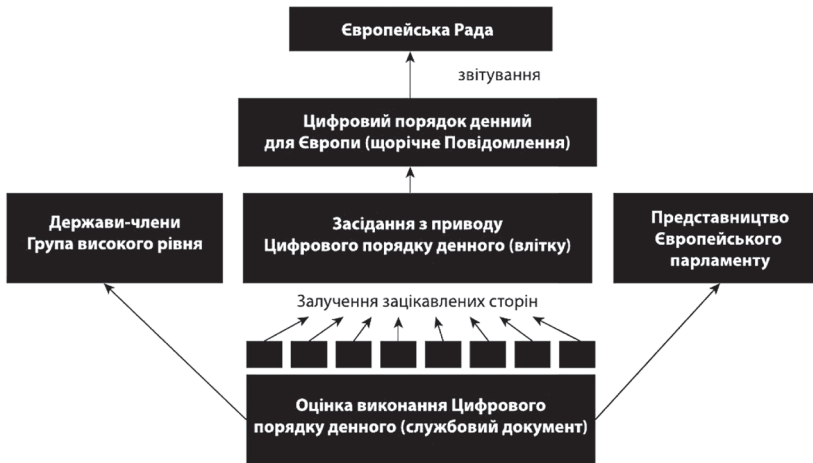 Європейська Рада
звітування
Цифровий порядок денний
для Європи (щорічне Повідомлення)
Держави-члени
Група високого рівня
Засідання з приводу
Цифрового порядку денного (влітку)
Представництво
Європейського
парламенту
Залучення зацікавлених сторін
Оцінка виконання Цифрового
порядку денного (службовий документ)